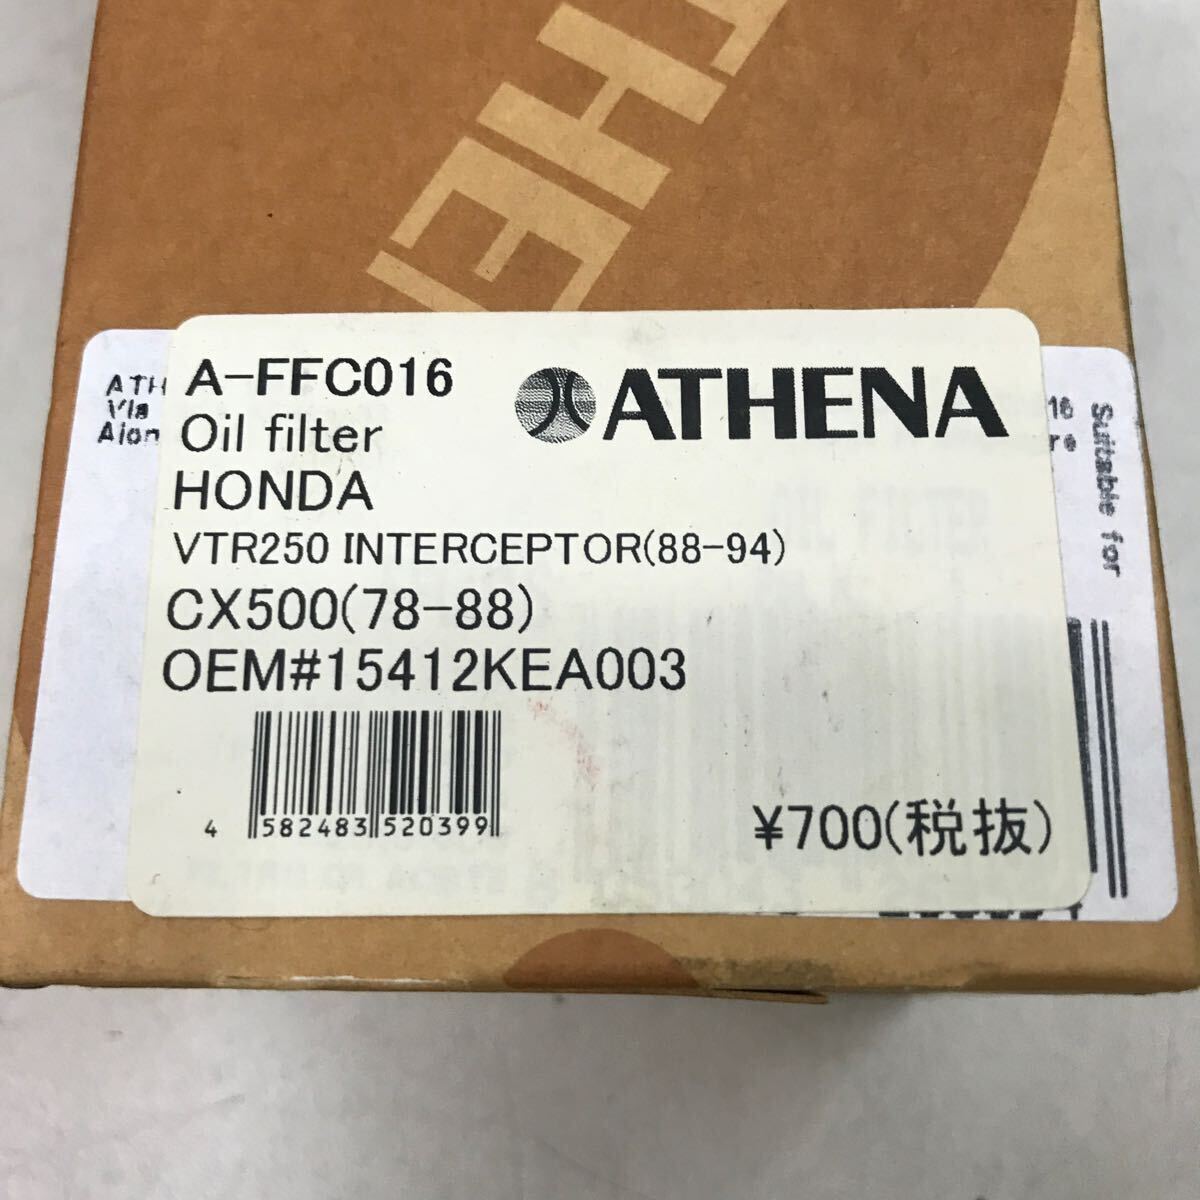 A-FFC016
ATHENA
Oil filter
HONDA
VTR250 INTERCEPTOR(88-94)
CX500(78-88)
OEM#15412KEA003
4 582483 520399
¥700(税抜)
Suitable for